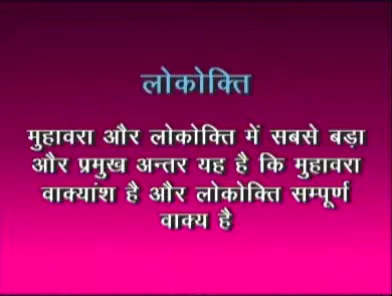 लोकोक्ति
मुहावरा और लोकोक्ति में सबसे बड़ा
और प्रमुख अन्तर यह है कि मुहावरा
वाक्यांश है और लोकोक्ति सम्पूर्ण
वाक्य है